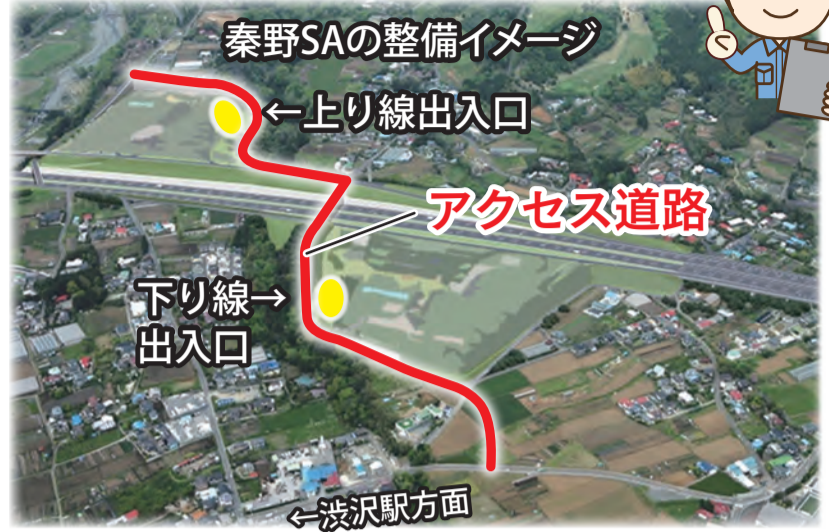 秦野SAの整備イメージ
←上り線出入口
アクセス道路
下り線→
出入口
←渋沢駅方面